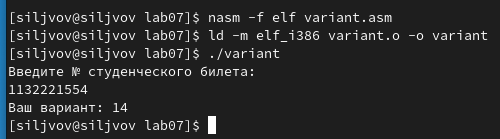 [siljvov@siljvov lab07]$ nasm -f elf variant.asm
[siljvov@siljvov lab07]$ ld -m elf_i386 variant.o -o variant
[siljvov@siljvov lab07]$ ./variant
Введите № студенческого билета:
1132221554
Ваш вариант: 14
[siljvov@siljvov lab07]$